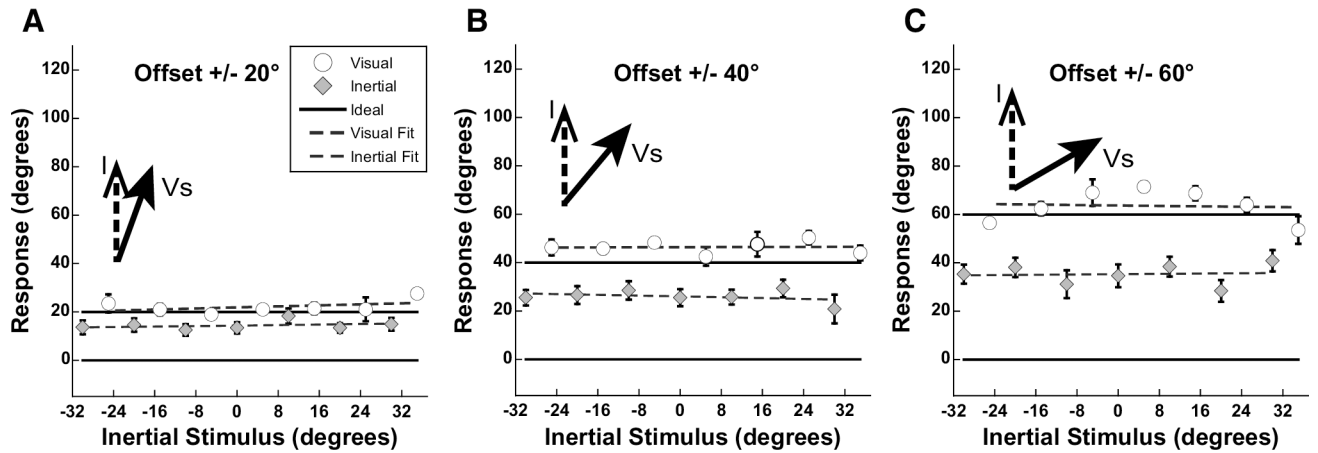 A
Offset +/- 20°
Visual
Inertial
Ideal
Visual Fit
Inertial Fit
I
Vs
Response (degrees)
120
100
80
60
40
20
0
-32 -24 -16 -8 0 8 16 24 32
Inertial Stimulus (degrees)
B
Offset +/- 40°
I
Vs
Response (degrees)
120
100
80
60
40
20
0
-32 -24 -16 -8 0 8 16 24 32
Inertial Stimulus (degrees)
C
Offset +/- 60°
I
Vs
Response (degrees)
120
100
80
60
40
20
0
-32 -24 -16 -8 0 8 16 24 32
Inertial Stimulus (degrees)